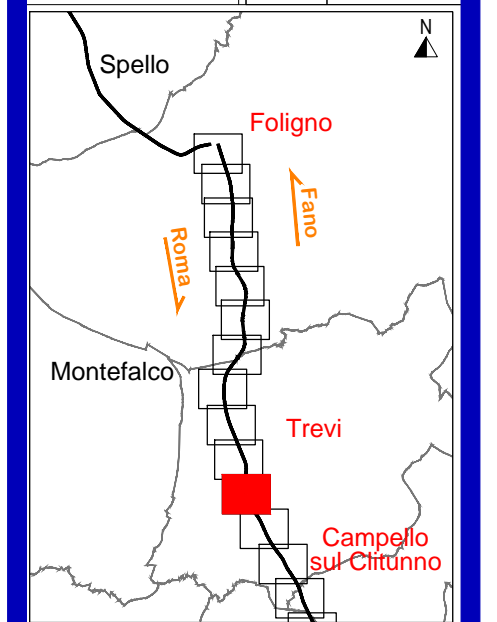 N
Spello
Foligno
Fano
Roma
Montefalco
Trevi
Campello
sul Clitunno